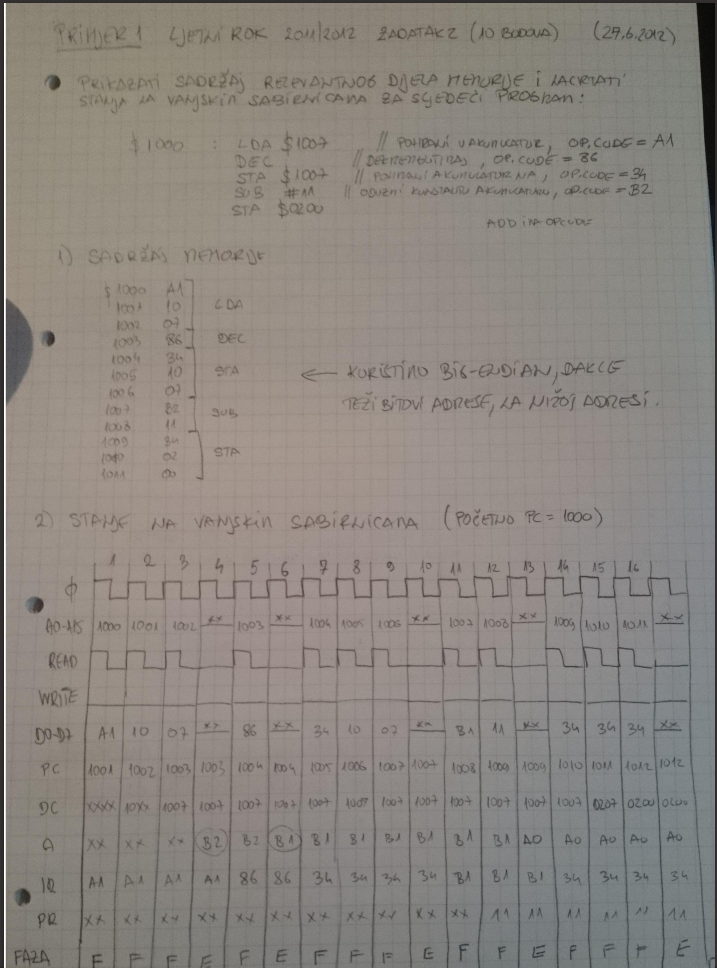 PRIMJER 1 LJETNI ROK 2011/2012 ZADATAK 2 (10 BODOVA) (29.6.2012)
PRIKAZATI SADRŽAJ RELEVANTNOG DIJELA MEMORIJE I NACRTATI
STANJA NA VANJSKIM SABIRNICAMA ZA SLJEDEĆI PROGRAM:
$1000 : LDA $1007 // POHRANI U AKUMULATOR, OP.CODE = A1
DEC // DEKREMENTIRAJ, OP.CODE = 86
STA $1007 // POHRANI AKUMULATOR NA, OP.CODE = 34
SUB #11 // ODUZMI KONSTANTU AKUMULATORU, OP.CODE = B2
STA $0200
ADD IMA OPCODE
1) SADRŽAJ MEMORIJE
$1000 A1
1001 10 LDA
1002 07
1003 86 DEC
1004 34
1005 10 STA
1006 07
1007 B2 SUB
1008 11
1009 34
1010 02 STA
1011 00
← KORISTIMO BIG-ENDIAN, DAKLE
TEŽI BITOVI ADRESE, NA NIŽOJ ADRESI.
2) STANJE NA VANJSKIM SABIRNICAMA (POČETNO PC = 1000)
1 2 3 4 5 6 7 8 9 10 11 12 13 14 15 16
ϕ
A0-A15 1000 1001 1002 xx 1003 xx 1004 1005 1006 xx 1007 1008 xx 1009 1010 1011 xx
READ
WRITE
D0-D7 A1 10 07 xx 86 xx 34 10 07 xx B1 11 xx 34 34 34 xx
PC 1001 1002 1003 1003 1004 1004 1005 1006 1007 1007 1008 1009 1009 1010 1011 1012 1012
DC XXXX 10XX 1007 1007 1007 1007 1007 1007 1007 1007 1007 1007 1007 1007 0207 0200 0200
A xx xx xx B2 B2 B1 B1 B1 B1 B1 B1 B1 A0 A0 A0 A0 A0
IR A1 A1 A1 A1 86 86 34 34 34 34 B1 B1 B1 34 34 34 34
PR xx xx xx xx xx xx xx xx xx xx xx 11 11 11 11 11 11
FAZA F F F E F E F F F E F F E F F F E